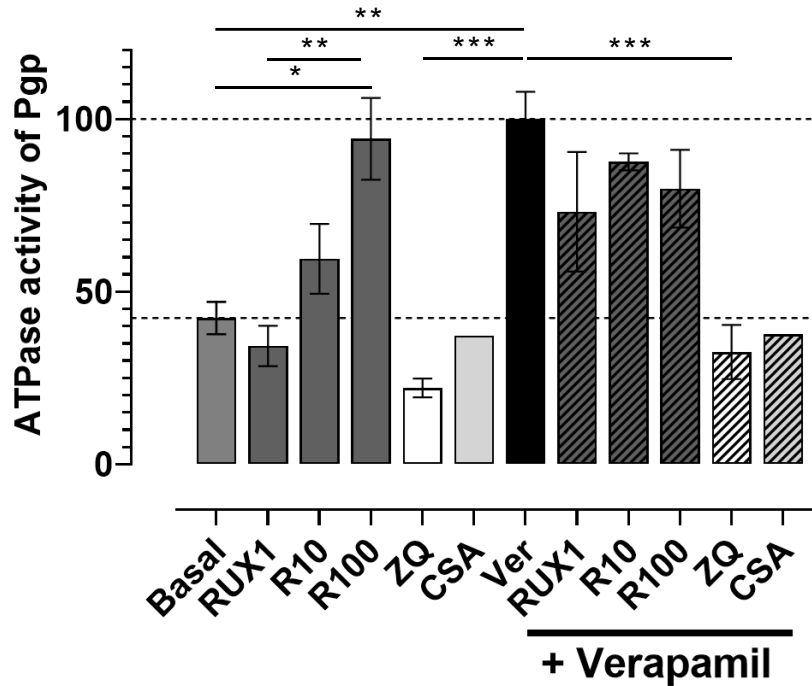 **
**
***
***
*
ATPase activity of Pgp
100
50
0
Basal
RUX1
R10
R100
ZQ
CSA
Ver
RUX1
R10
R100
ZQ
CSA
+ Verapamil